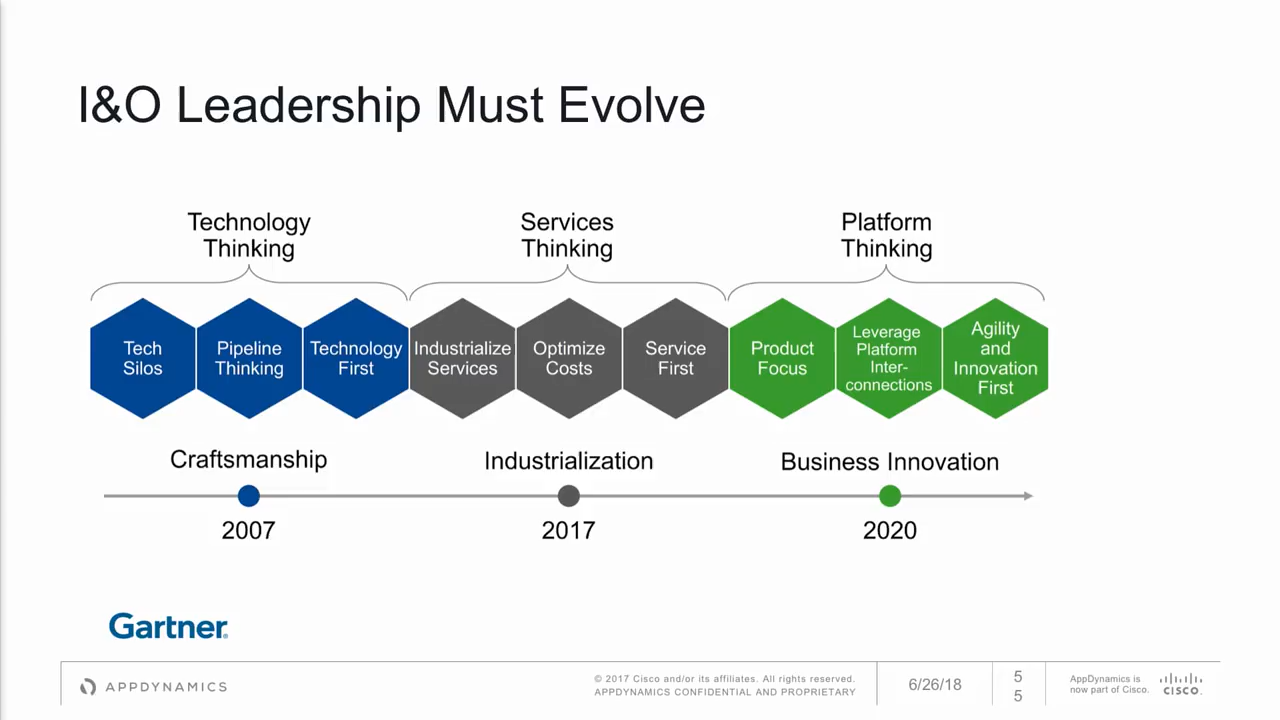 I&O Leadership Must Evolve
Technology
Thinking
Services
Thinking
Platform
Thinking
Tech
Silos
Pipeline
Thinking
Technology
First
Industrialize
Services
Optimize
Costs
Service
First
Product
Focus
Leverage
Platform
Inter-
connections
Agility
and
Innovation
First
Craftsmanship
Industrialization
Business Innovation
2007
2017
2020
Gartner®
APPDYNAMICS
© 2017 Cisco and/or its affiliates. All rights reserved.
APPDYNAMICS CONFIDENTIAL AND PROPRIETARY
6/26/18
5
5
AppDynamics is
now part of Cisco.
CISCO.